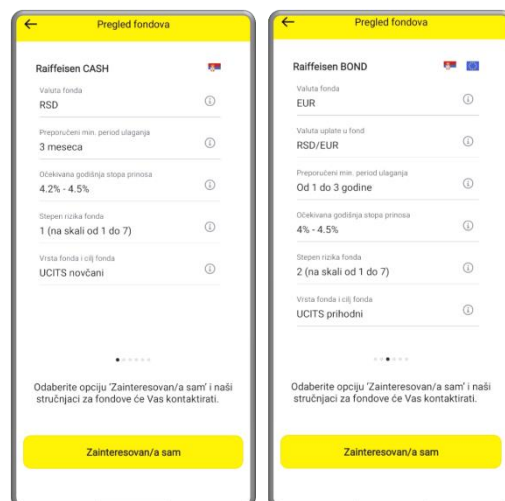 Pregled fondova
Raiffeisen CASH
Valuta fonda
RSD
Preporučeni min. period ulaganja
3 meseca
Očekivana godišnja stopa prinosa
4.2% - 4.5%
Stepen rizika fonda
1 (na skali od 1 do 7)
Vrsta fonda i cilj fonda
UCITS novčani
Odaberite opciju 'Zainteresovan/a sam' i naši
stručnjaci za fondove će Vas kontaktirati.
Zainteresovan/a sam
Pregled fondova
Raiffeisen BOND
Valuta fonda
EUR
Valuta uplate u fond
RSD/EUR
Preporučeni min. period ulaganja
Od 1 do 3 godine
Očekivana godišnja stopa prinosa
4% - 4.5%
Stepen rizika fonda
2 (na skali od 1 do 7)
Vrsta fonda i cilj fonda
UCITS prihodni
Odaberite opciju 'Zainteresovan/a sam' i naši
stručnjaci za fondove će Vas kontaktirati.
Zainteresovan/a sam